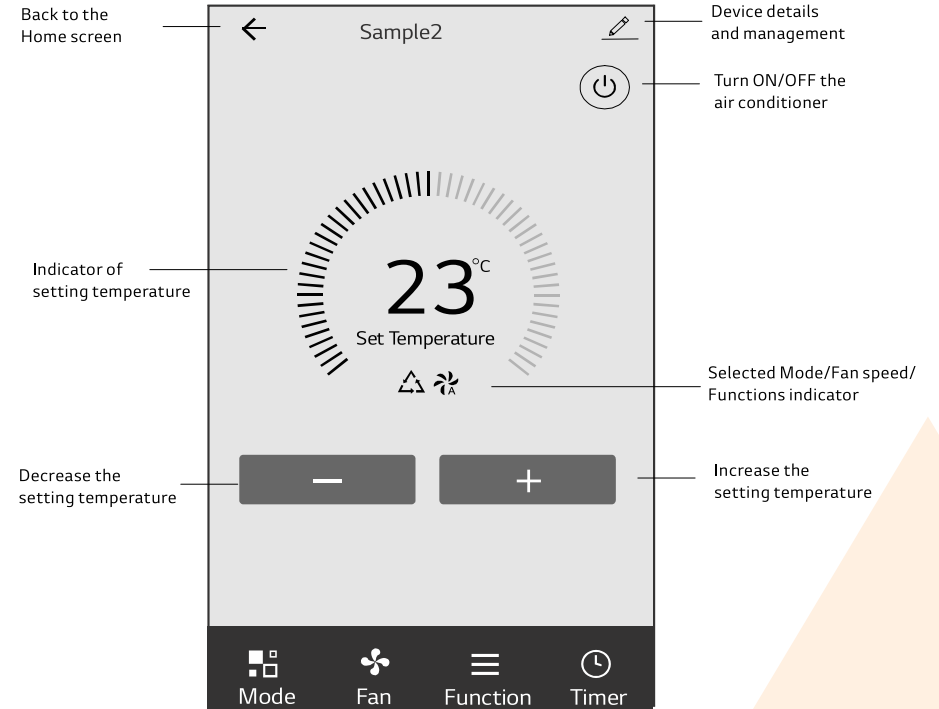 Back to the
Home screen
Sample2
Device details
and management
Turn ON/OFF the
air conditioner
Indicator of
setting temperature
23°C
Set Temperature
A
Selected Mode/Fan speed/
Functions indicator
Decrease the
setting temperature
Increase the
setting temperature
Mode
Fan
Function
Timer